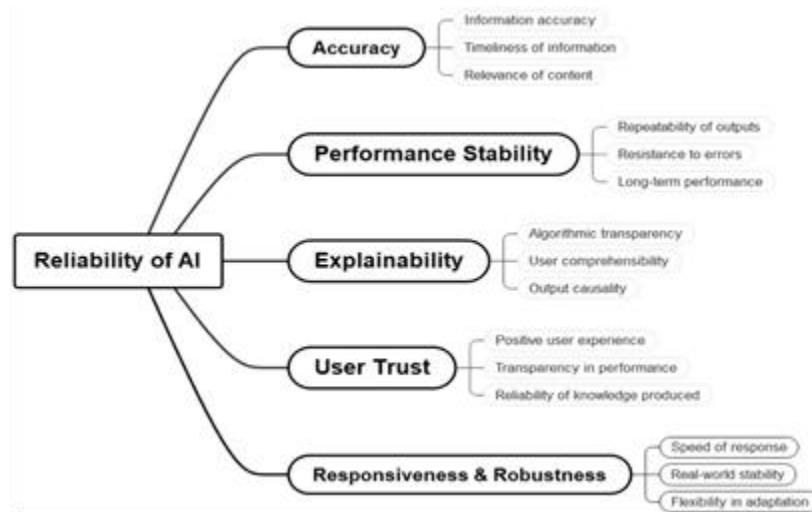 Reliability of AI
Accuracy
Information accuracy
Timeliness of information
Relevance of content
Performance Stability
Repeatability of outputs
Resistance to errors
Long-term performance
Explainability
Algorithmic transparency
User comprehensibility
Output causality
User Trust
Positive user experience
Transparency in performance
Reliability of knowledge produced
Responsiveness & Robustness
Speed of response
Real-world stability
Flexibility in adaptation